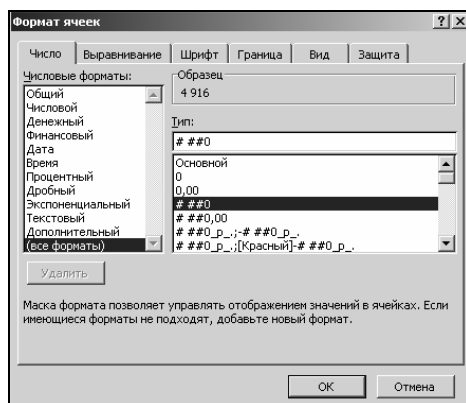 Формат ячеек
Число Выравнивание Шрифт Граница Вид Защита
Числовые форматы:
Общий
Числовой
Денежный
Финансовый
Дата
Время
Процентный
Дробный
Экспоненциальный
Текстовый
Дополнительный
(все форматы)
Образец
4 916
Тип:
# ##0
Основной
0
0,00
# ##0
# ##0,00
# ##0_р_.;-# ##0_р_.
# ##0_р_.;[Красный]-# ##0_р_.
Удалить
Маска формата позволяет управлять отображением значений в ячейках. Если
имеющиеся форматы не подходят, добавьте новый формат.
ОК Отмена